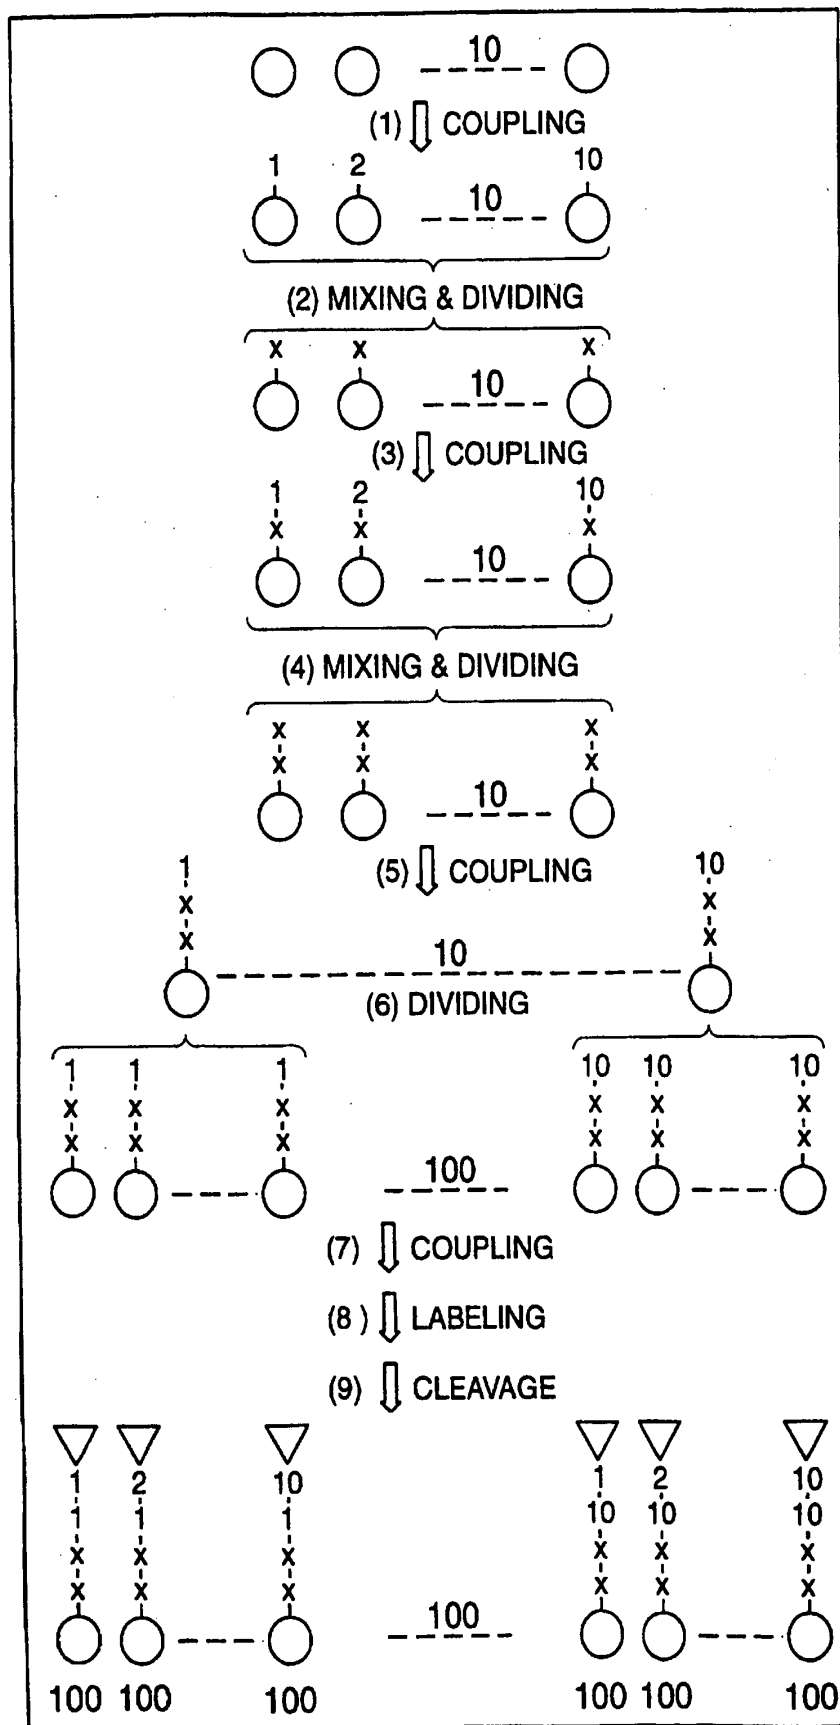 10
(1) COUPLING
1 2 10
10
(2) MIXING & DIVIDING
x x x
10
(3) COUPLING
1 2 10
x x x
10
(4) MIXING & DIVIDING
x x x
x x x
10
(5) COUPLING
1 10
x x
x x
10
(6) DIVIDING
1 1 1 10 10 10
x x x x x x
x x x x x x
100
(7) COUPLING
(8 ) LABELING
(9) CLEAVAGE
1 2 10 1 2 10
1 1 1 10 10 10
x x x x x x
x x x x x x
100
100 100 100 100 100 100